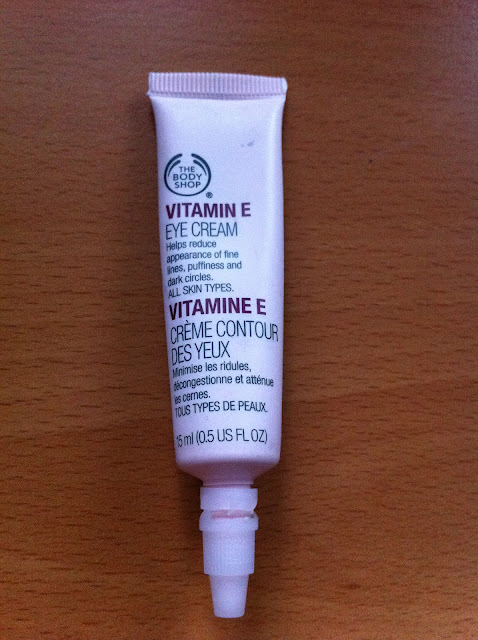 THE
BODY
SHOP
®
VITAMIN E
EYE CREAM
Helps reduce
appearance of fine
lines, puffiness and
dark circles.
ALL SKIN TYPES.
VITAMINE E
CRÈME CONTOUR
DES YEUX
Minimise les ridules,
décongestionne et atténue
les cernes.
TOUS TYPES DE PEAUX.
15 ml (0.5 US FL OZ)